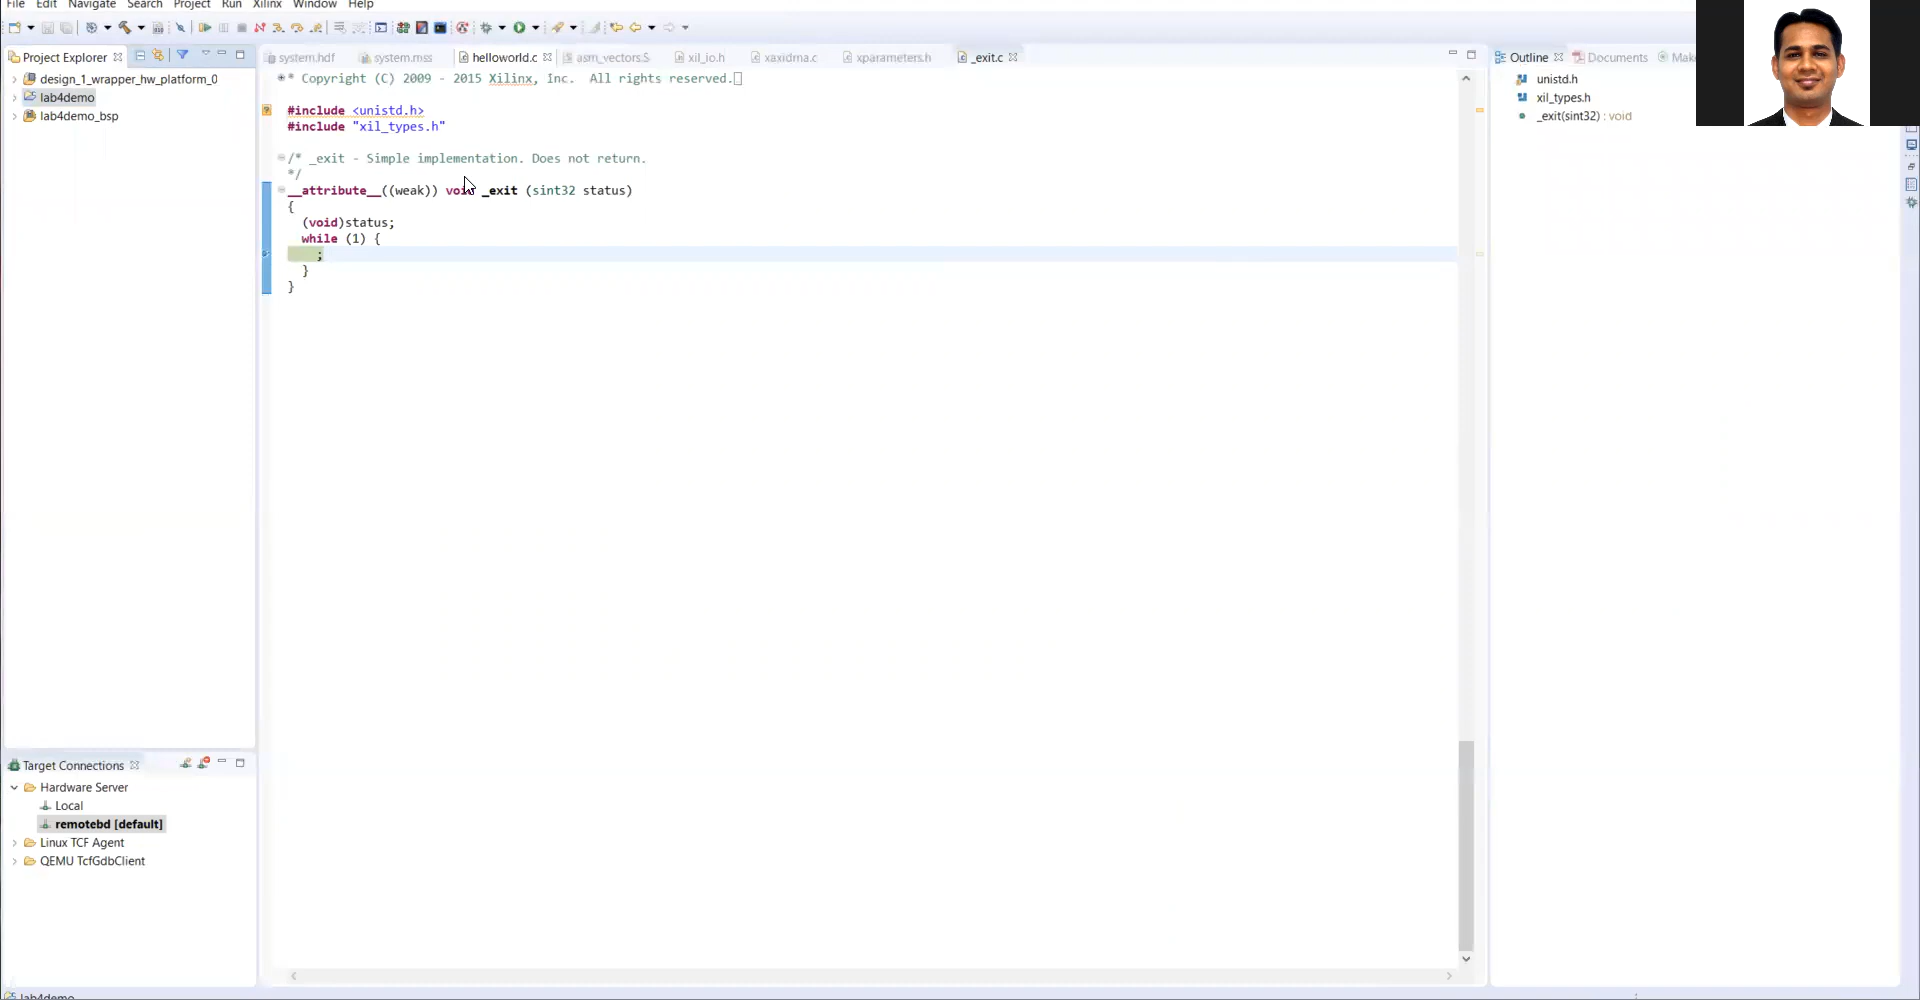 File Edit Navigate Search Project Run Xilinx Window Help
Project Explorer
design_1_wrapper_hw_platform_0
lab4demo
lab4demo_bsp
system.hdf system.mss helloworld.c asm_vectors.S xil_io.h xaxidma.c xparameters.h _exit.c
* Copyright (C) 2009 - 2015 Xilinx, Inc.  All rights reserved.
#include <unistd.h>
#include "xil_types.h"
/* _exit - Simple implementation. Does not return.
*/
__attribute__((weak)) void _exit (sint32 status)
{
(void)status;
while (1) {
;
}
}
Outline Documents Mak
unistd.h
xil_types.h
_exit(sint32) : void
Target Connections
Hardware Server
Local
remotebd [default]
Linux TCF Agent
QEMU TcfGdbClient
lab4demo